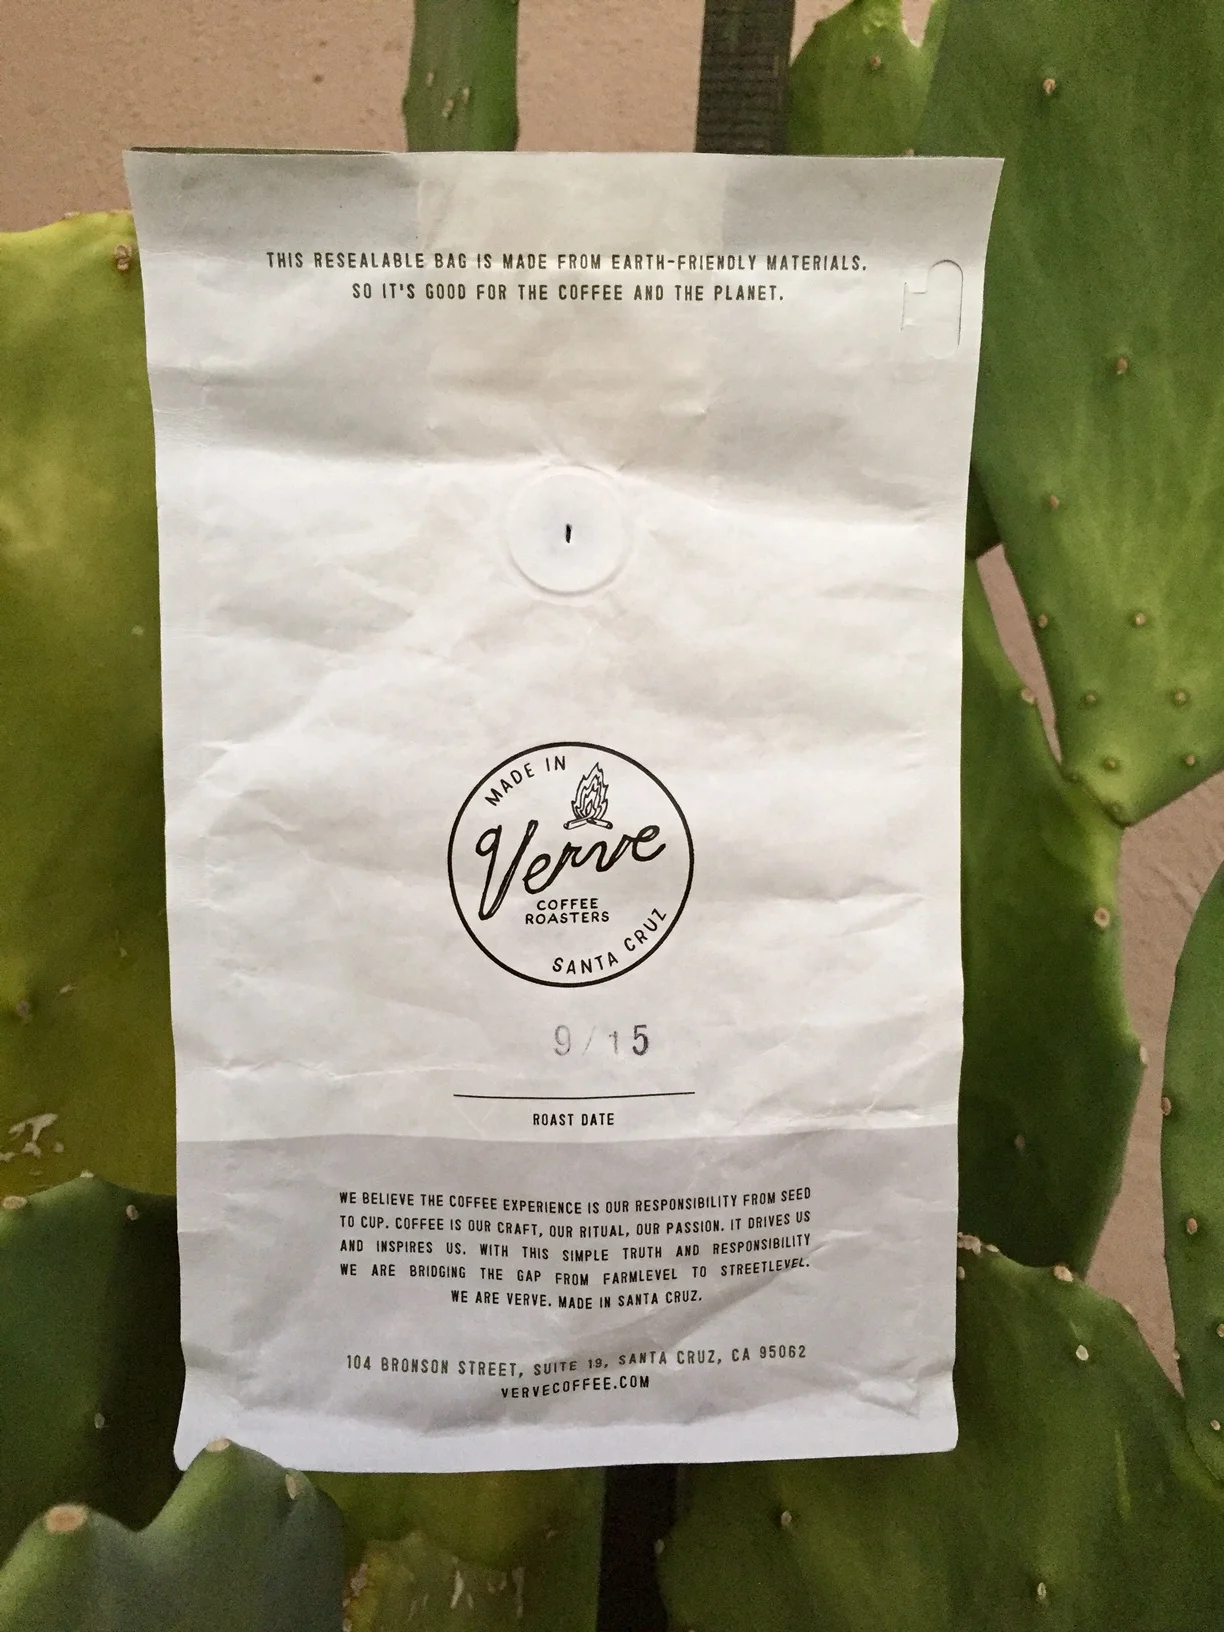 THIS RESEALABLE BAG IS MADE FROM EARTH-FRIENDLY MATERIALS.
SO IT'S GOOD FOR THE COFFEE AND THE PLANET.
MADE IN
Verve
COFFEE
ROASTERS
SANTA CRUZ
9/15
ROAST DATE
WE BELIEVE THE COFFEE EXPERIENCE IS OUR RESPONSIBILITY FROM SEED
TO CUP. COFFEE IS OUR CRAFT, OUR RITUAL, OUR PASSION. IT DRIVES US
AND INSPIRES US. WITH THIS SIMPLE TRUTH AND RESPONSIBILITY
WE ARE BRIDGING THE GAP FROM FARMLEVEL TO STREETLEVEL.
WE ARE VERVE. MADE IN SANTA CRUZ.
104 BRONSON STREET, SUITE 19, SANTA CRUZ, CA 95062
VERVECOFFEE.COM